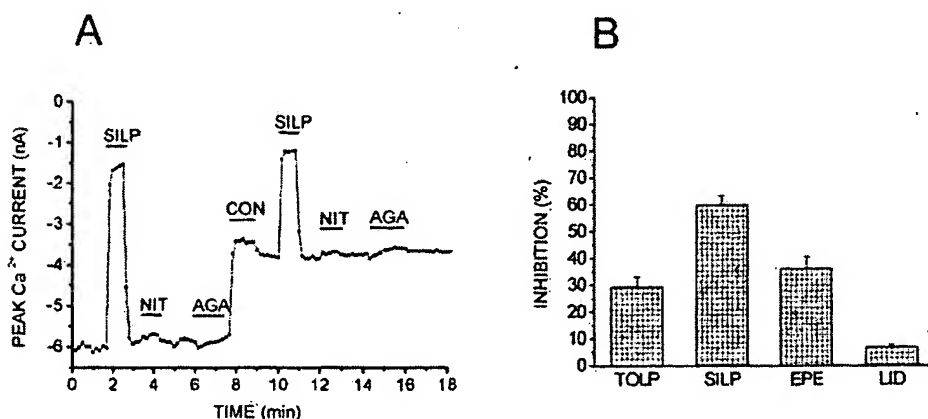 A
B
PEAK Ca²⁺ CURRENT (nA)
0
-1
-2
-3
-4
-5
-6
SILP
NIT
AGA
CON
SILP
NIT
AGA
0 2 4 6 8 10 12 14 16 18
TIME (min)
INHIBITION (%)
100
90
80
70
60
50
40
30
20
10
0
TOLP SILP EPE LID